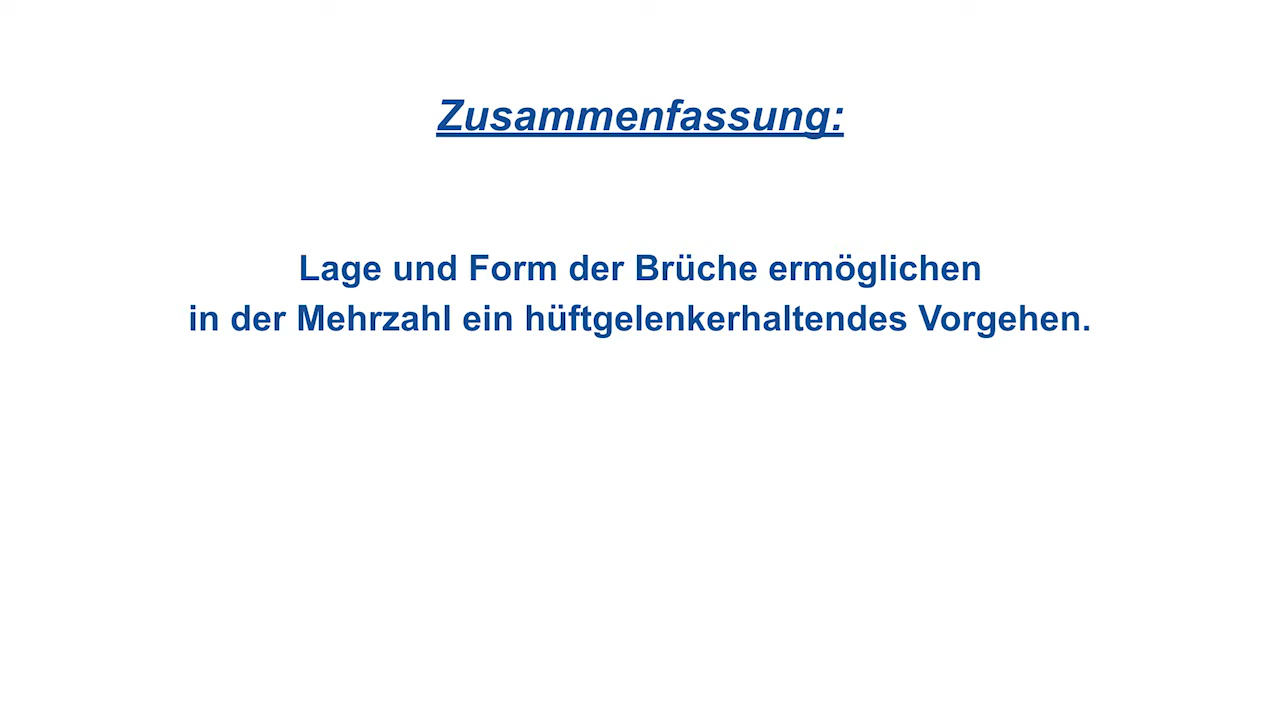 Zusammenfassung:
Lage und Form der Brüche ermöglichen
in der Mehrzahl ein hüftgelenkerhaltendes Vorgehen.